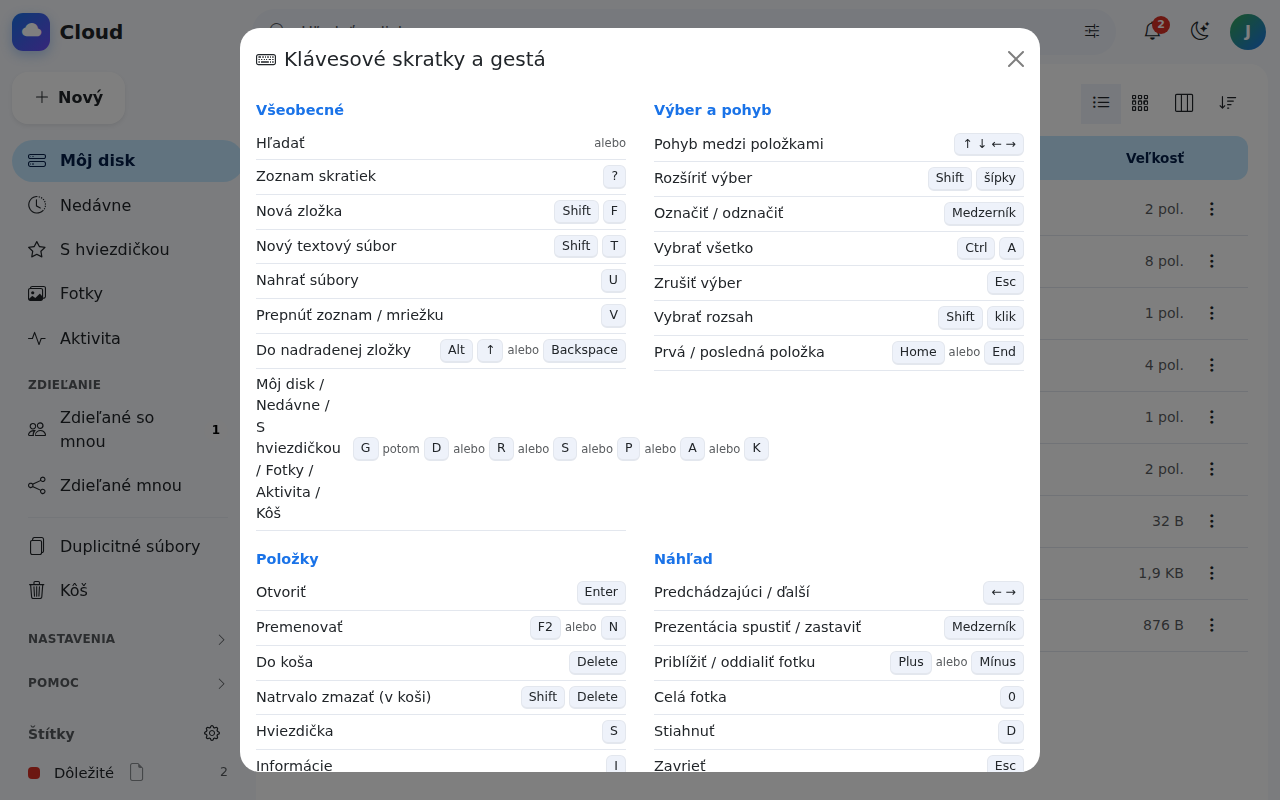 Cloud
2
J
Nový
Môj disk
Nedávne
S hviezdičkou
Fotky
Aktivita
ZDIEĽANIE
Zdieľané so
mnou
1
Zdieľané mnou
Duplicitné súbory
Kôš
NASTAVENIA
POMOC
Štítky
Dôležité
2
Klávesové skratky a gestá
Všeobecné
Hľadať alebo
Zoznam skratiek ?
Nová zložka Shift F
Nový textový súbor Shift T
Nahrať súbory U
Prepnúť zoznam / mriežku V
Do nadradenej zložky Alt ↑ alebo Backspace
Môj disk /
Nedávne /
S
hviezdičkou G potom D alebo R alebo S alebo P alebo A alebo K
/ Fotky /
Aktivita /
Kôš
Výber a pohyb
Pohyb medzi položkami ↑ ↓ ← →
Rozšíriť výber Shift šípky
Označiť / odznačiť Medzerník
Vybrať všetko Ctrl A
Zrušiť výber Esc
Vybrať rozsah Shift klik
Prvá / posledná položka Home alebo End
Položky
Otvoriť Enter
Premenovať F2 alebo N
Do koša Delete
Natrvalo zmazať (v koši) Shift Delete
Hviezdička S
Informácie I
Náhľad
Predchádzajúci / ďalší ← →
Prezentácia spustiť / zastaviť Medzerník
Priblížiť / oddialiť fotku Plus alebo Mínus
Celá fotka 0
Stiahnuť D
Zavrieť Esc
Veľkosť
2 pol.
8 pol.
1 pol.
4 pol.
1 pol.
2 pol.
32 B
1,9 KB
876 B